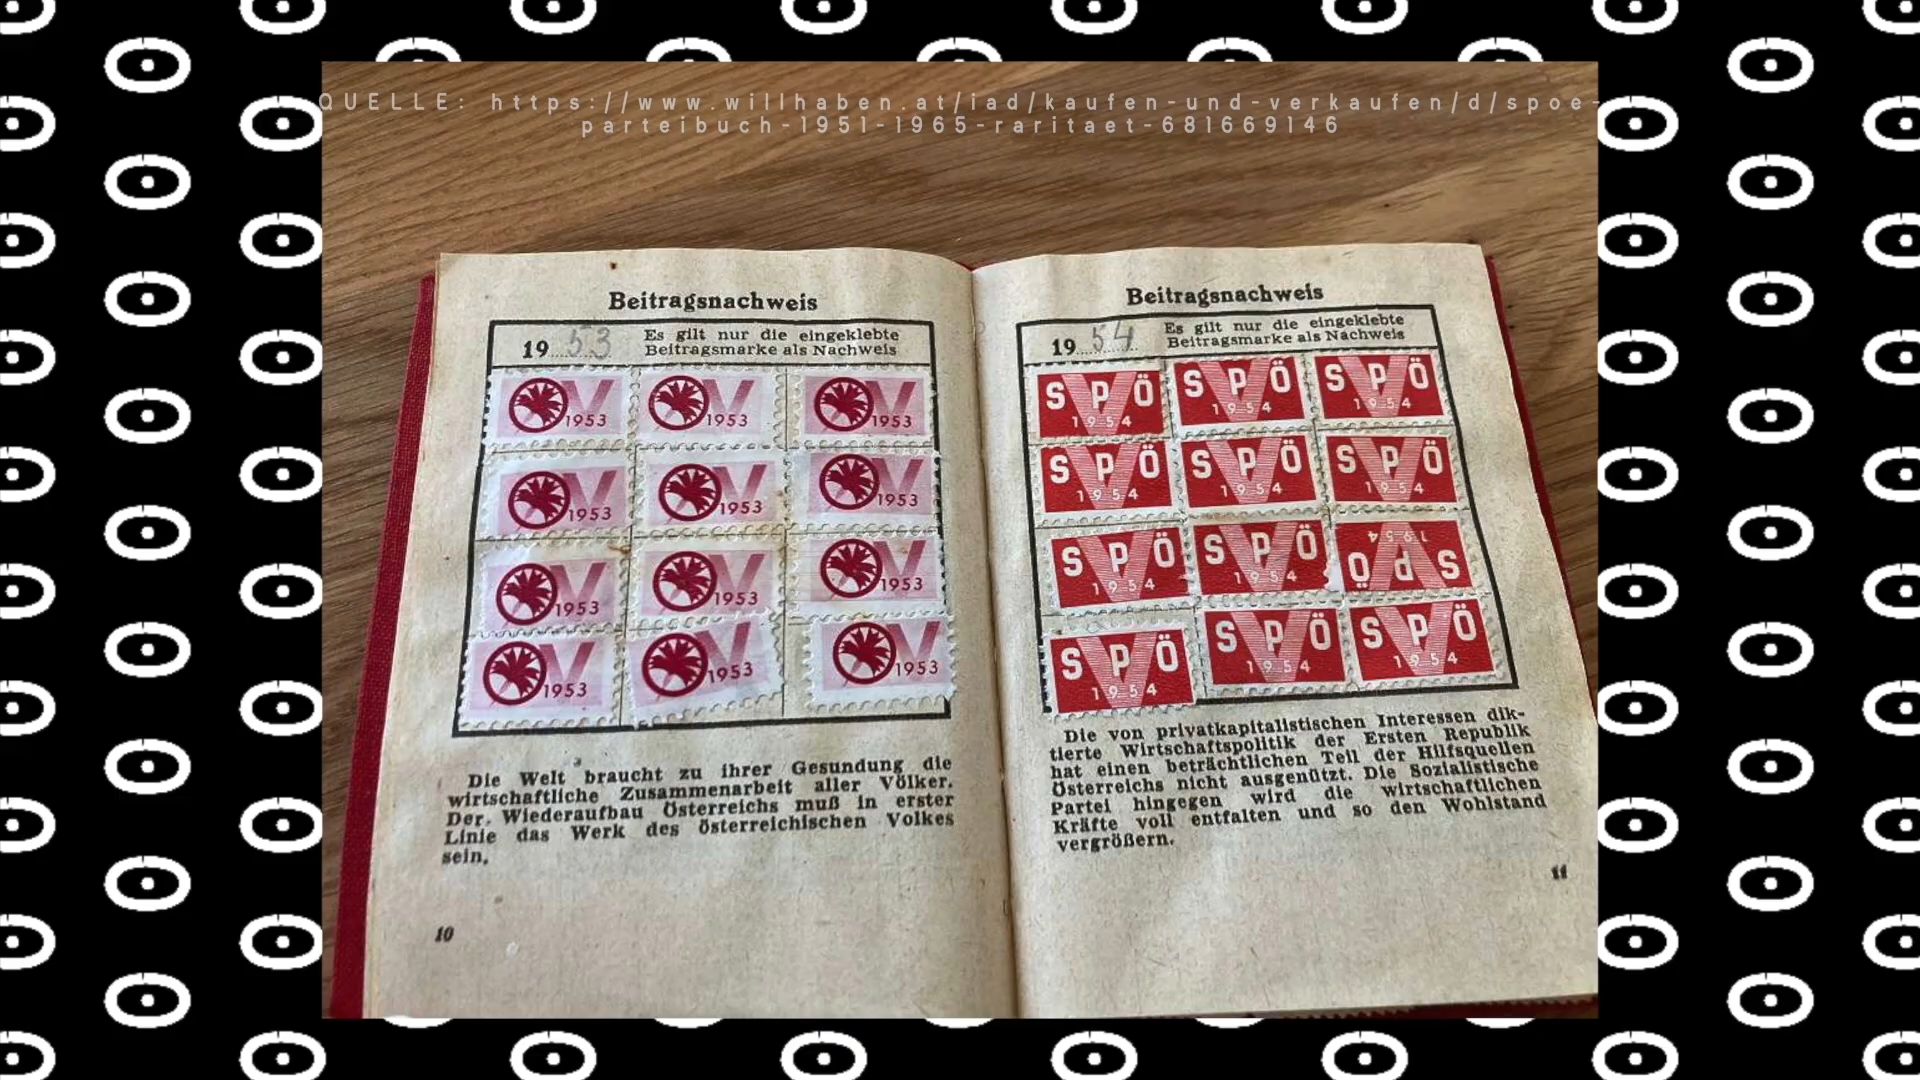 QUELLE: https://www.willhaben.at/iad/kaufen-und-verkaufen/d/spoe-
parteibuch-1951-1965-raritaet-681669146
Beitragsnachweis
1953 Es gilt nur die eingeklebte
Beitragsmarke als Nachweis
V 1953 V 1953 V 1953
V 1953 V 1953 V 1953
V 1953 V 1953 V 1953
V 1953 V 1953 V 1953
Die Welt braucht zu ihrer Gesundung die
wirtschaftliche Zusammenarbeit aller Völker.
Der Wiederaufbau Österreichs muß in erster
Linie das Werk des österreichischen Volkes
sein.
10
Beitragsnachweis
1954 Es gilt nur die eingeklebte
Beitragsmarke als Nachweis
SPÖ V 1954 SPÖ V 1954 SPÖ V 1954
SPÖ V 1954 SPÖ V 1954 SPÖ V 1954
SPÖ V 1954 SPÖ V 1954 SPÖ V 1954
SPÖ V 1954 SPÖ V 1954 SPÖ V 1954
Die von privatkapitalistischen Interessen dik-
tierte Wirtschaftspolitik der Ersten Republik
hat einen beträchtlichen Teil der Hilfsquellen
Österreichs nicht ausgenützt. Die Sozialistische
Partei hingegen wird die wirtschaftlichen
Kräfte voll entfalten und so den Wohlstand
vergrößern.
11